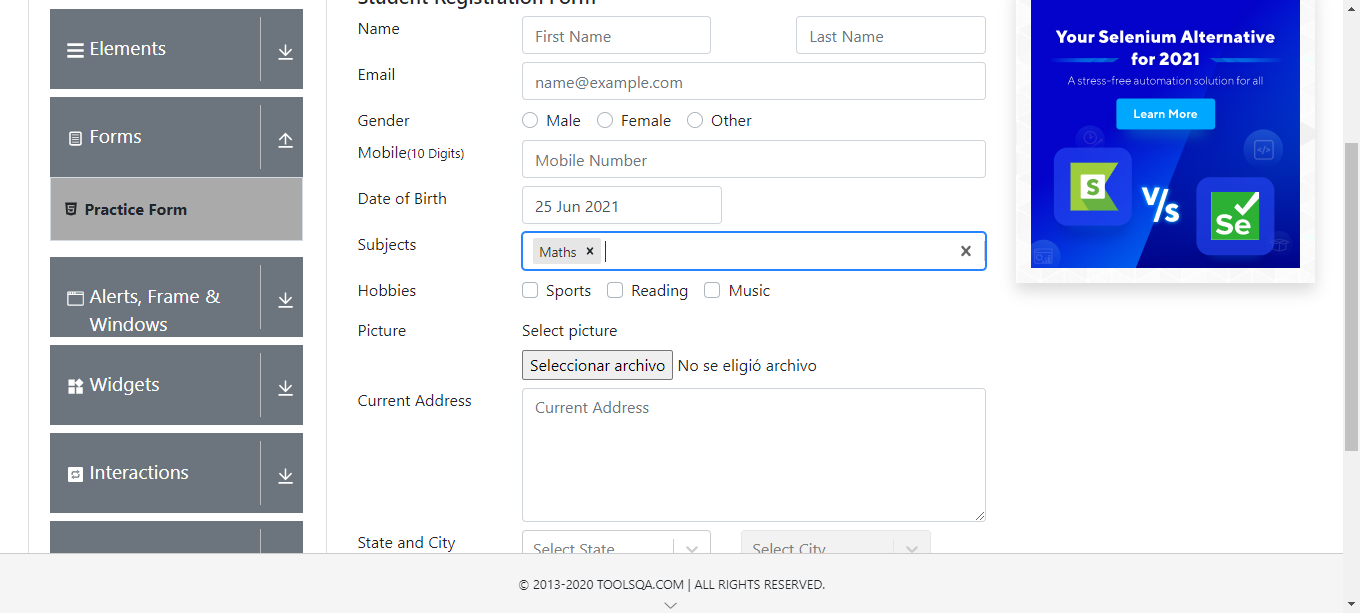 Student Registration Form
Elements
Forms
Practice Form
Alerts, Frame &
Windows
Widgets
Interactions
Name
First Name
Last Name
Email
name@example.com
Gender
Male
Female
Other
Mobile(10 Digits)
Mobile Number
Date of Birth
25 Jun 2021
Subjects
Maths
Hobbies
Sports
Reading
Music
Picture
Select picture
Seleccionar archivo No se eligió archivo
Current Address
Current Address
State and City
Select State
Select City
Your Selenium Alternative
for 2021
A stress-free automation solution for all
Learn More
S
V/s
Se
© 2013-2020 TOOLSQA.COM | ALL RIGHTS RESERVED.